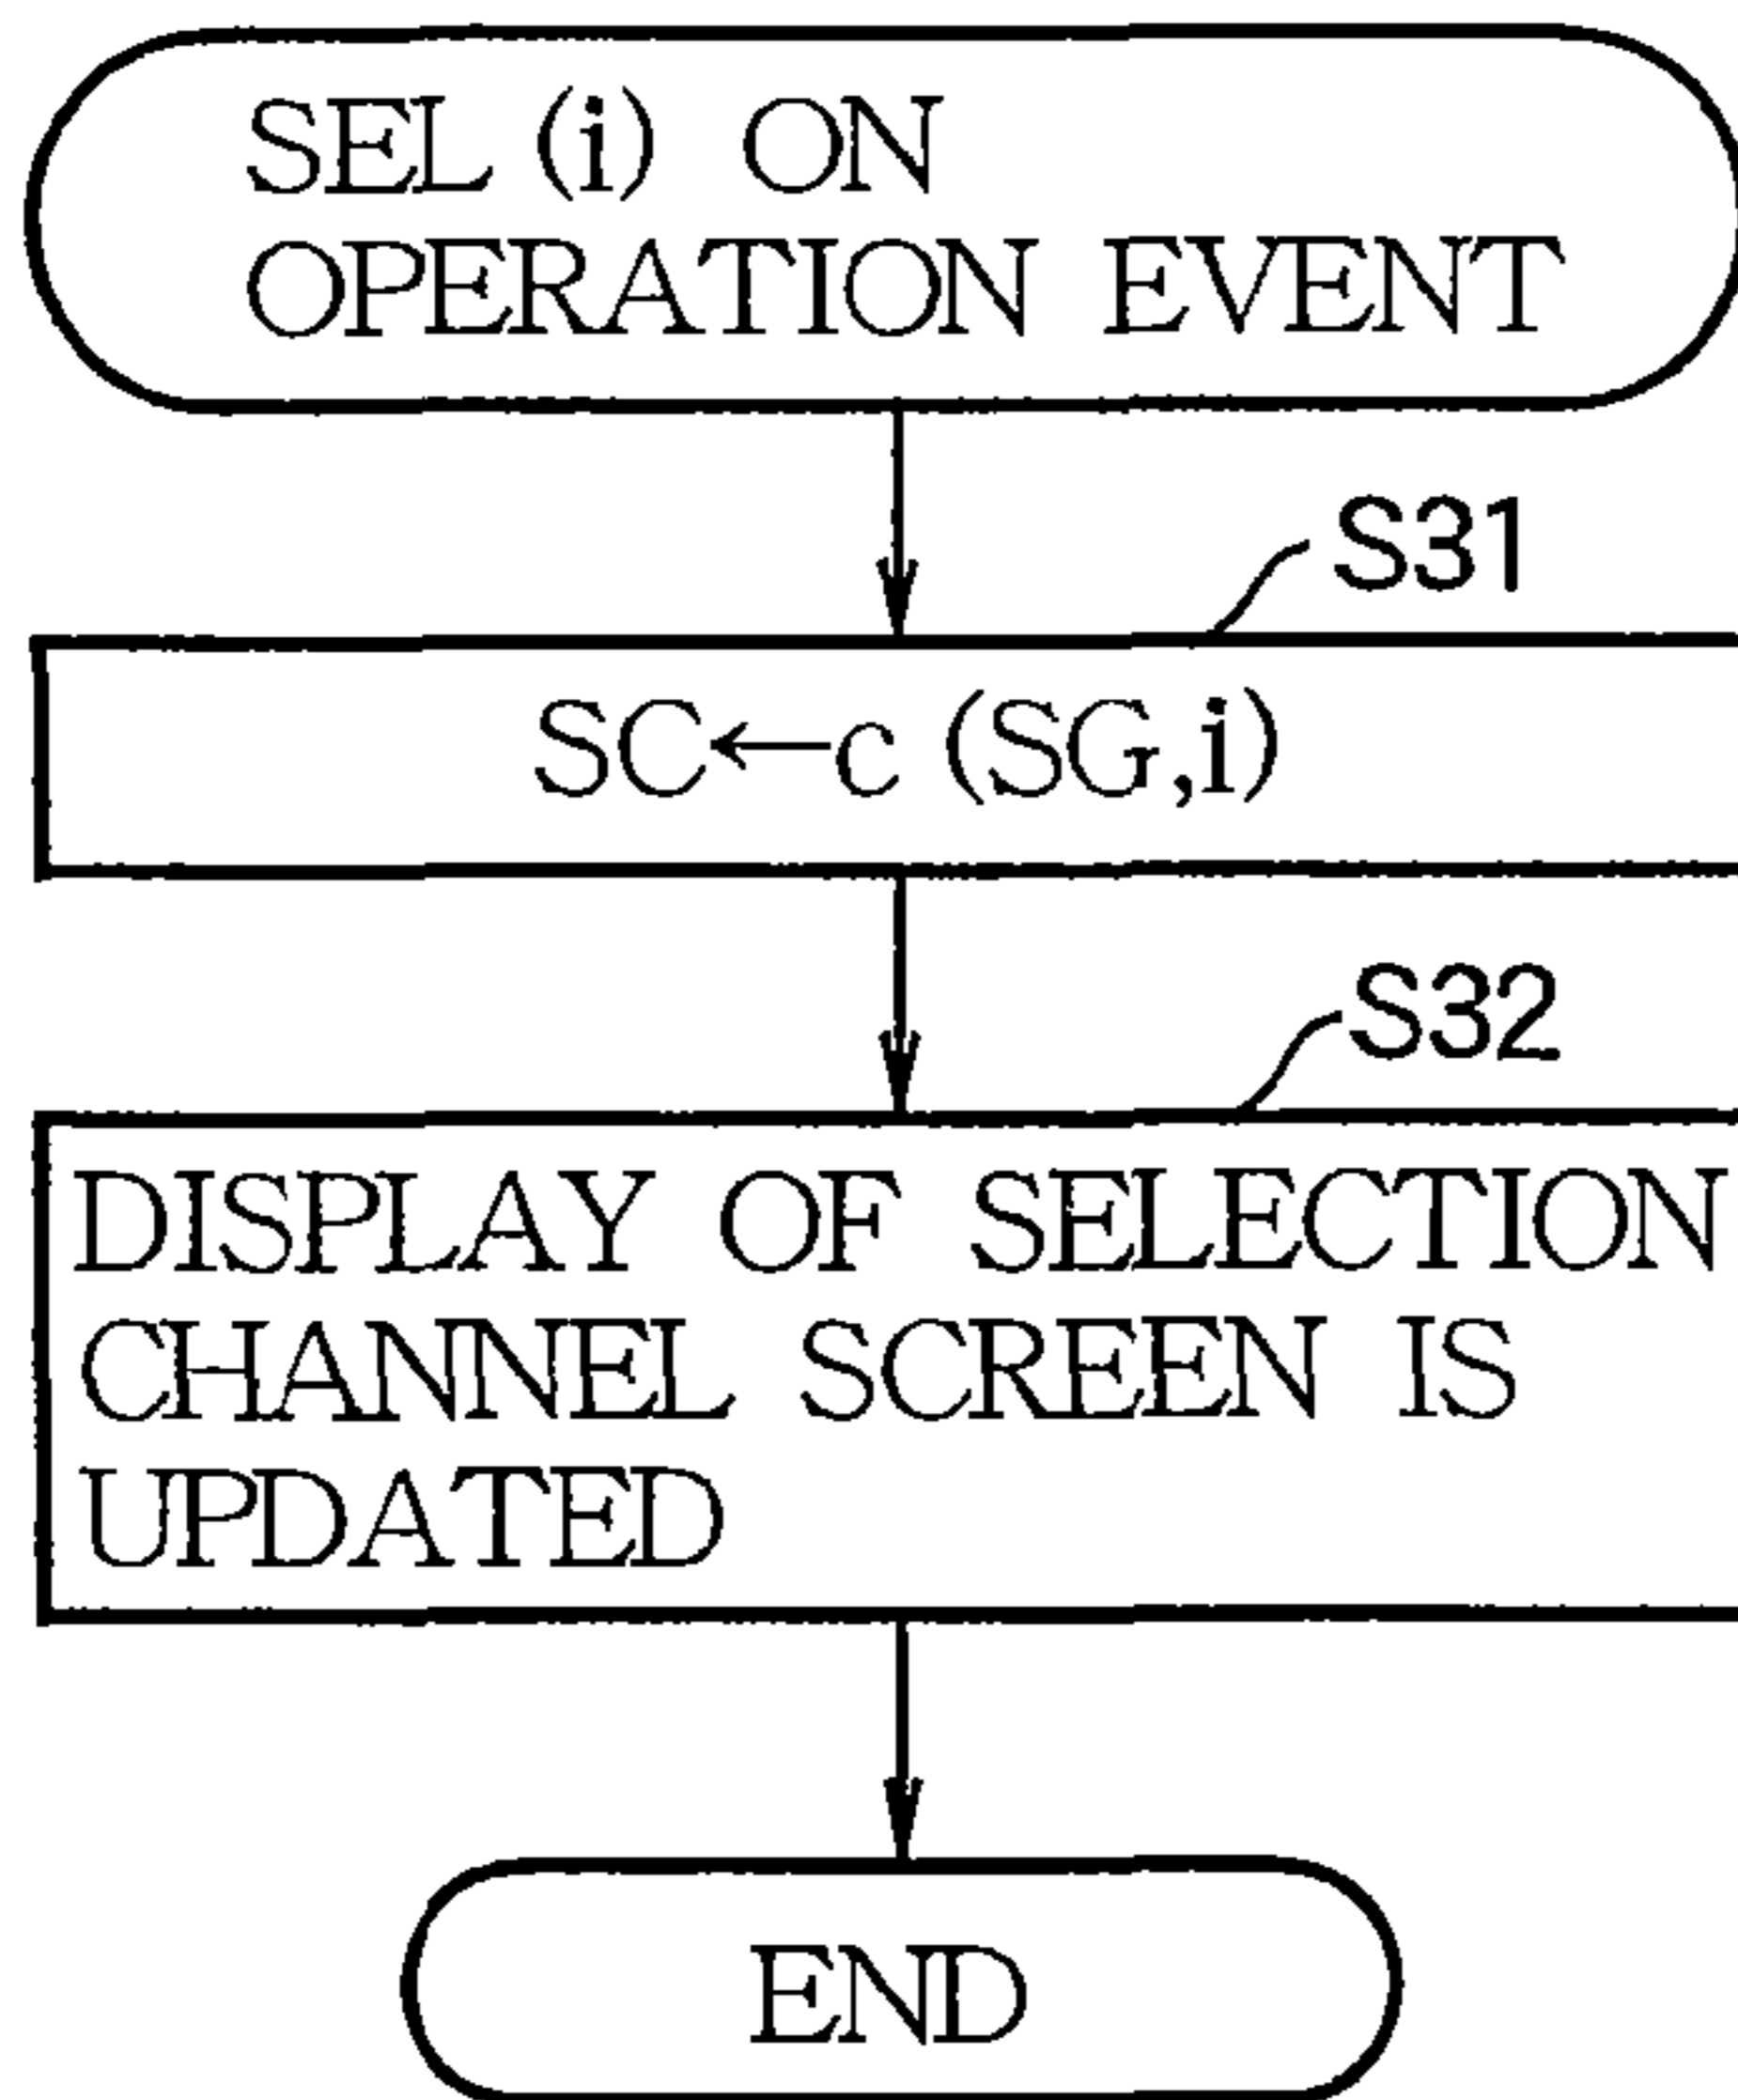 SEL (i) ON
OPERATION EVENT
S31
SC←c (SG,i)
S32
DISPLAY OF SELECTION
CHANNEL SCREEN IS
UPDATED
END